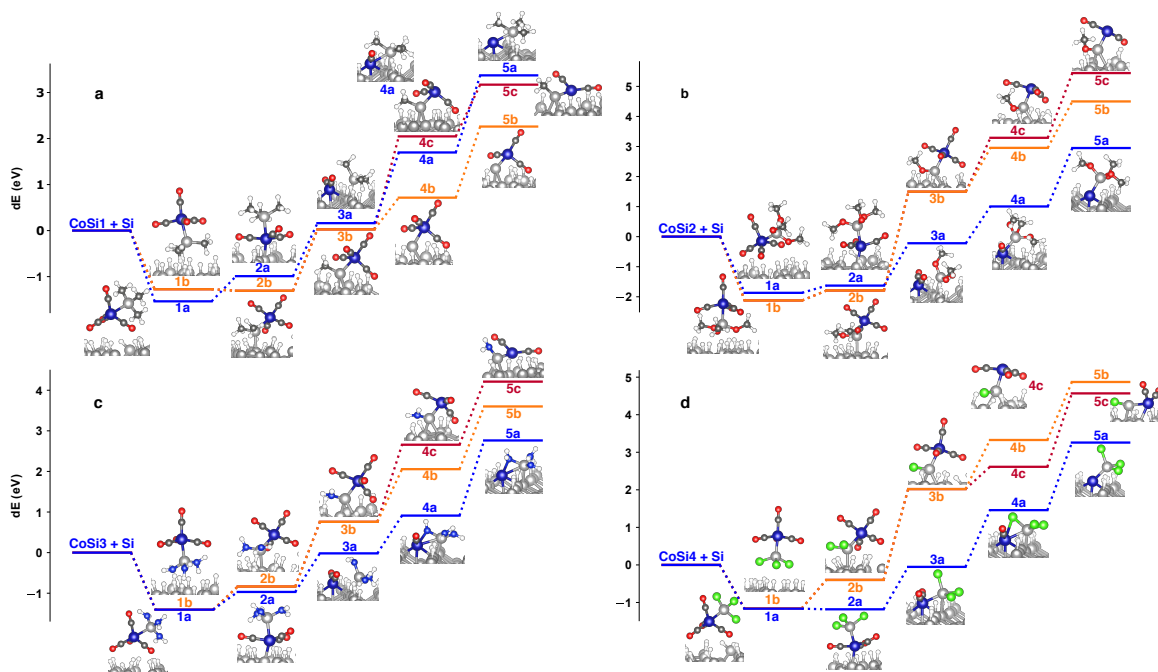 a
dE (eV)
3
2
1
0
−1
CoSi1 + Si
1b
1a
2a
2b
3a
3b
4a
4c
4a
4b
5a
5c
5b
b
5
4
3
2
1
0
−1
−2
CoSi2 + Si
1a
1b
2a
2b
3b
3a
4c
4b
4a
5c
5b
5a
c
dE (eV)
4
3
2
1
0
−1
CoSi3 + Si
1b
1a
2b
2a
3b
3a
4c
4b
4a
5c
5b
5a
d
5
4
3
2
1
0
−1
CoSi4 + Si
1b
1a
2b
2a
3b
3a
4c
4b
4c
4a
5b
5c
5a